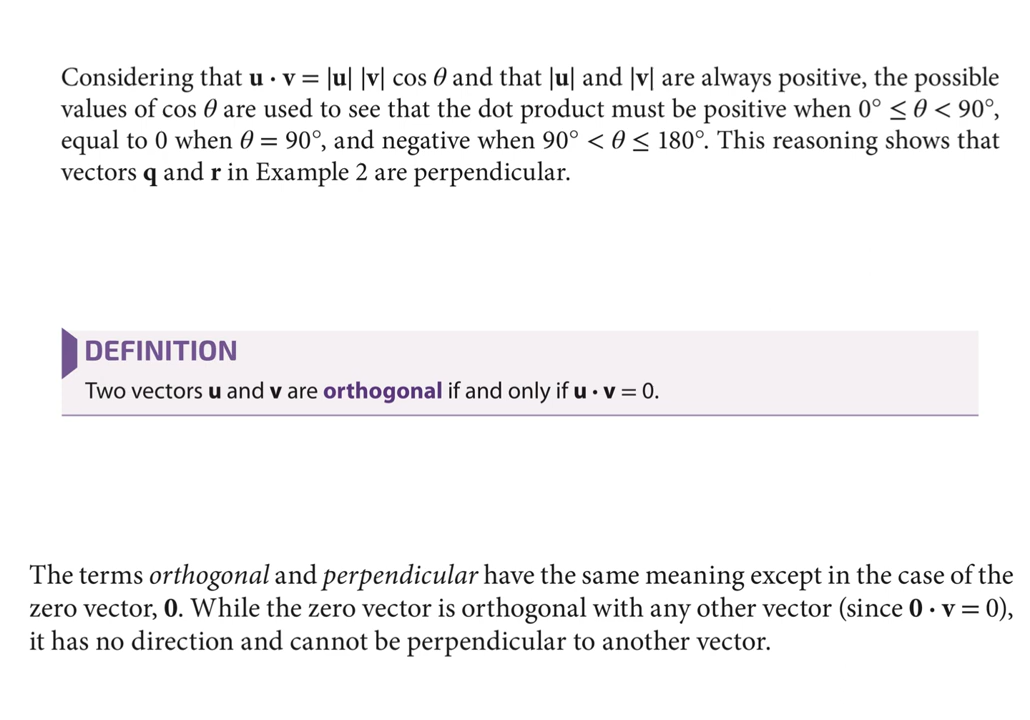 Considering that u · v = |u| |v| cos θ and that |u| and |v| are always positive, the possible
values of cos θ are used to see that the dot product must be positive when 0° ≤ θ < 90°,
equal to 0 when θ = 90°, and negative when 90° < θ ≤ 180°. This reasoning shows that
vectors q and r in Example 2 are perpendicular.
DEFINITION
Two vectors u and v are orthogonal if and only if u · v = 0.
The terms orthogonal and perpendicular have the same meaning except in the case of the
zero vector, 0. While the zero vector is orthogonal with any other vector (since 0 · v = 0),
it has no direction and cannot be perpendicular to another vector.